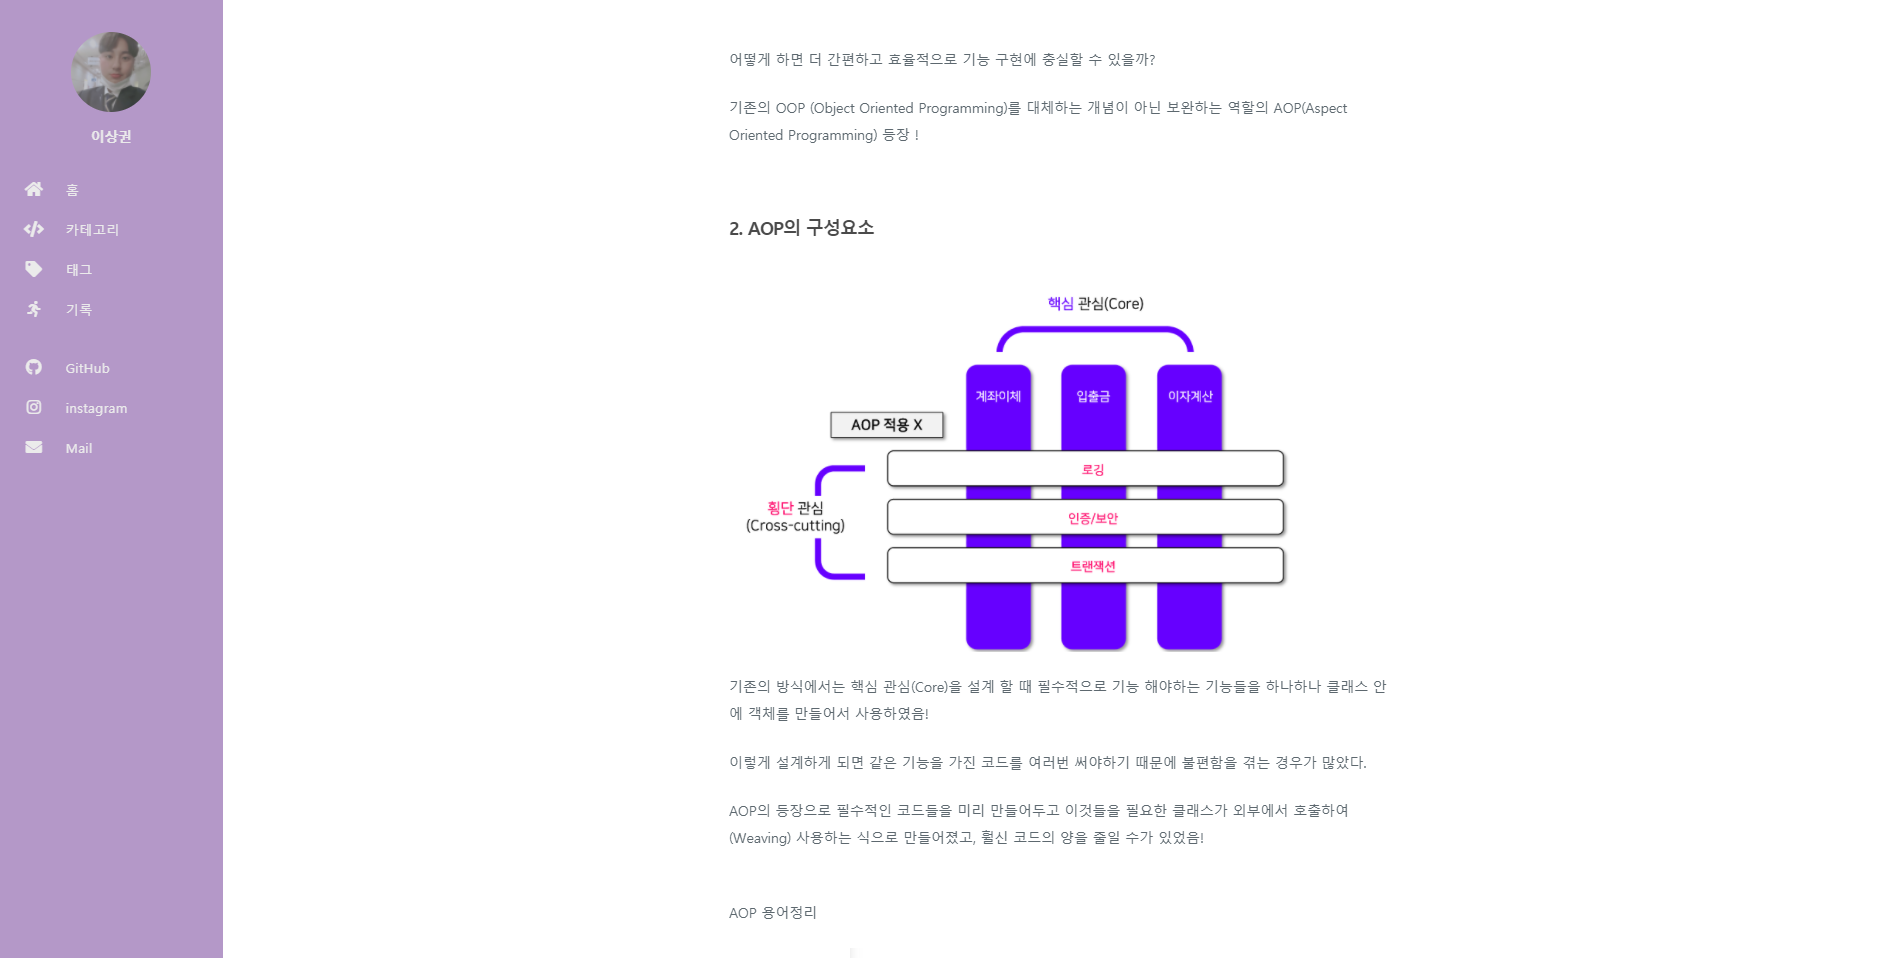 이상권
홈
카테고리
태그
기록
GitHub
instagram
Mail
어떻게 하면 더 간편하고 효율적으로 기능 구현에 충실할 수 있을까?
기존의 OOP (Object Oriented Programming)를 대체하는 개념이 아닌 보완하는 역할의 AOP(Aspect
Oriented Programming) 등장 !
2. AOP의 구성요소
핵심 관심(Core)
계좌이체
입출금
이자계산
AOP 적용 X
로깅
횡단 관심
(Cross-cutting)
인증/보안
트랜잭션
기존의 방식에서는 핵심 관심(Core)을 설계 할 때 필수적으로 기능 해야하는 기능들을 하나하나 클래스 안
에 객체를 만들어서 사용하였음!
이렇게 설계하게 되면 같은 기능을 가진 코드를 여러번 써야하기 때문에 불편함을 겪는 경우가 많았다.
AOP의 등장으로 필수적인 코드들을 미리 만들어두고 이것들을 필요한 클래스가 외부에서 호출하여
(Weaving) 사용하는 식으로 만들어졌고, 훨신 코드의 양을 줄일 수가 있었음!
AOP 용어정리